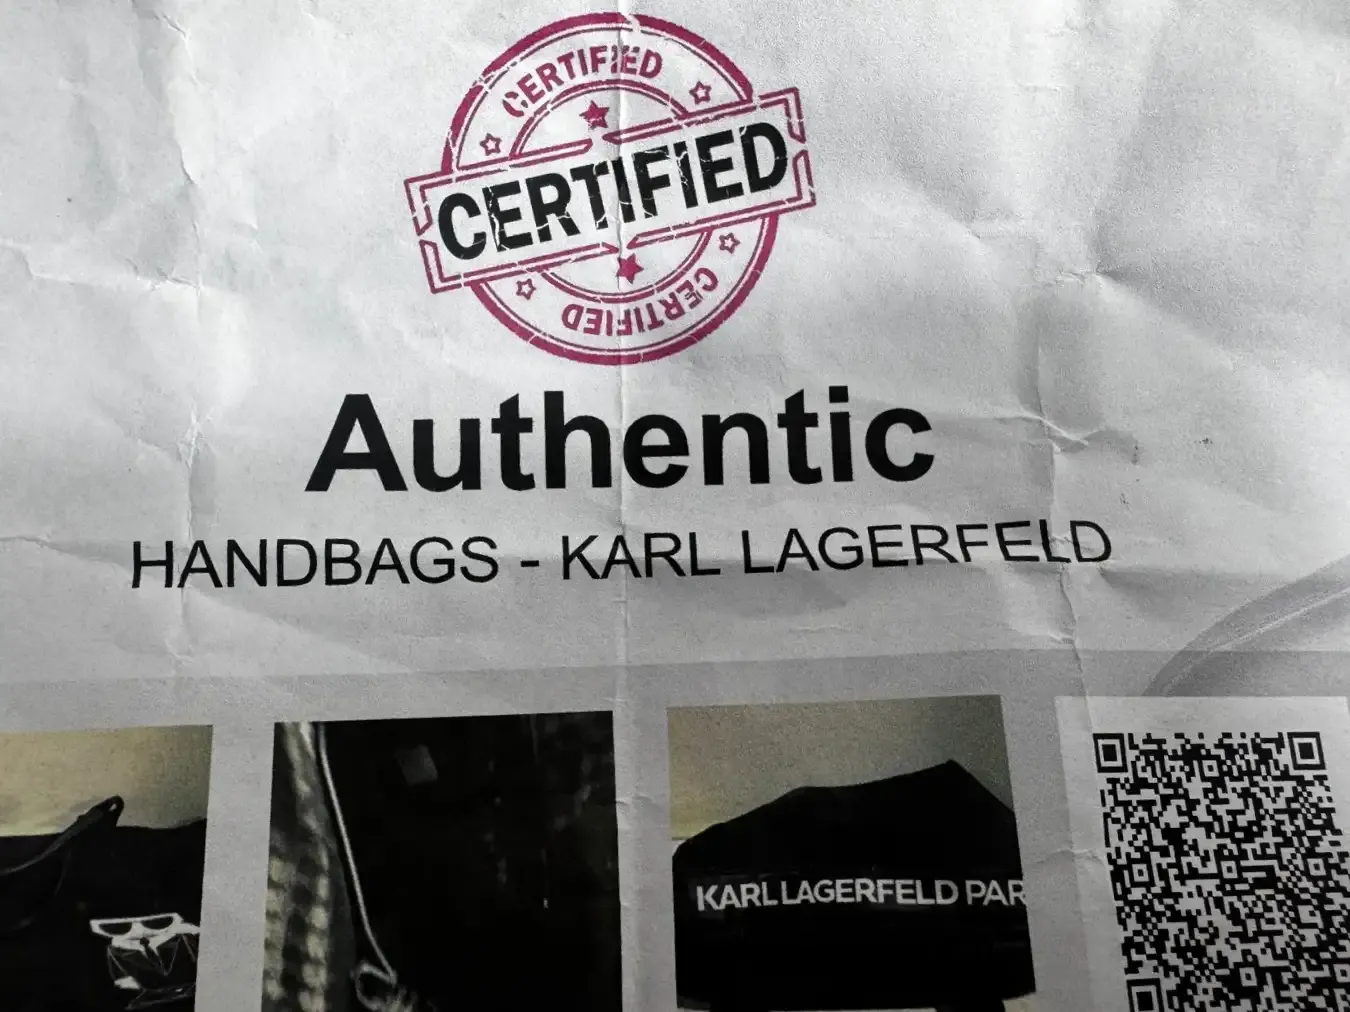 CERTIFIED
CERTIFIED
CERTIFIED
Authentic
HANDBAGS - KARL LAGERFELD
KARL LAGERFELD PAR